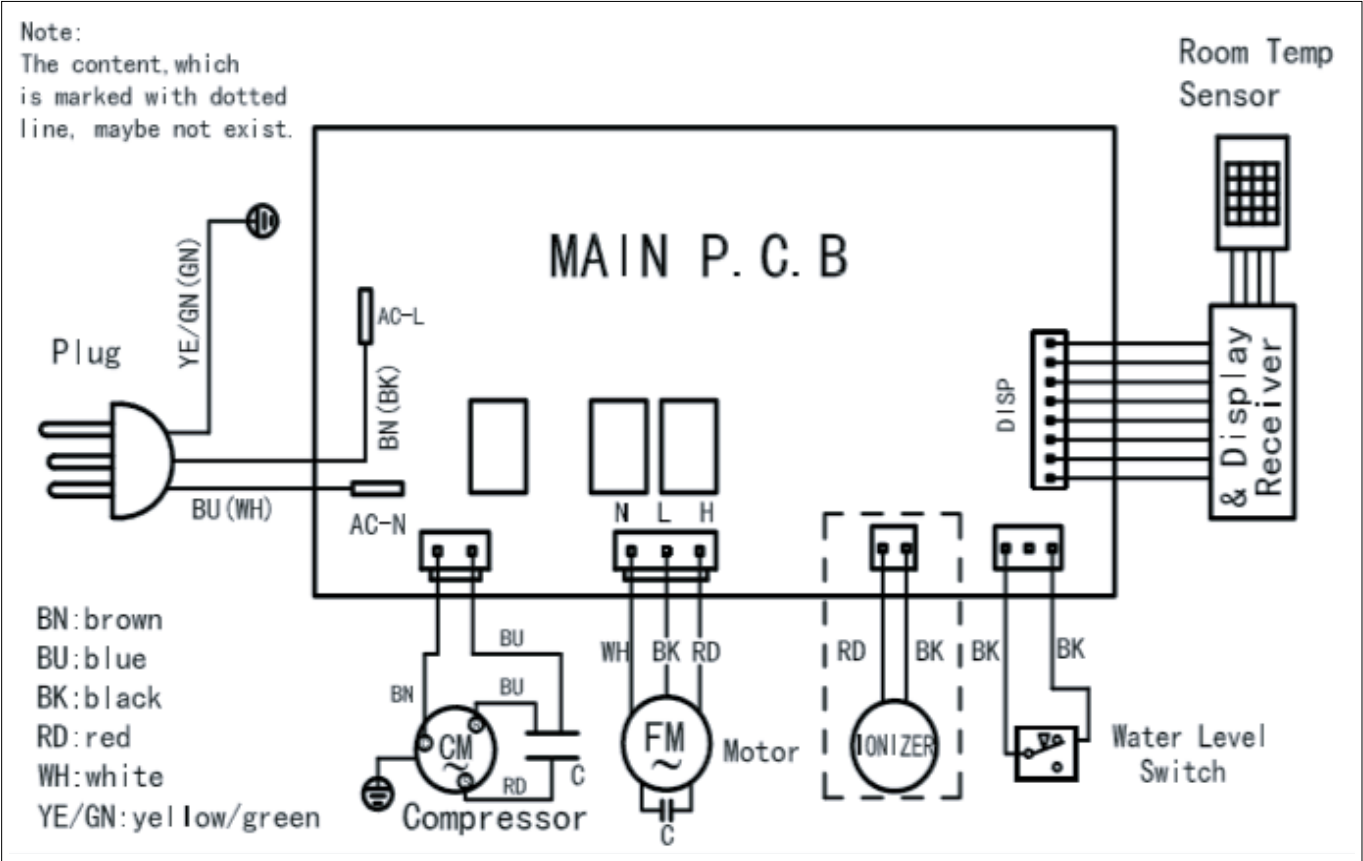 Note:
The content, which
is marked with dotted
line, maybe not exist.
Room Temp
Sensor
MAIN P.C.B
YE/GN(GN)
AC-L
Plug
BN(BK)
DISP
& Display
Receiver
BU(WH)
AC-N
N L H
BN:brown
BU:blue
BK:black
RD:red
WH:white
YE/GN:yellow/green
BU
BN
BU
CM
~
RD
C
Compressor
WH BK RD
FM
~
Motor
C
RD BK
IONIZER
BK BK
Water Level
Switch